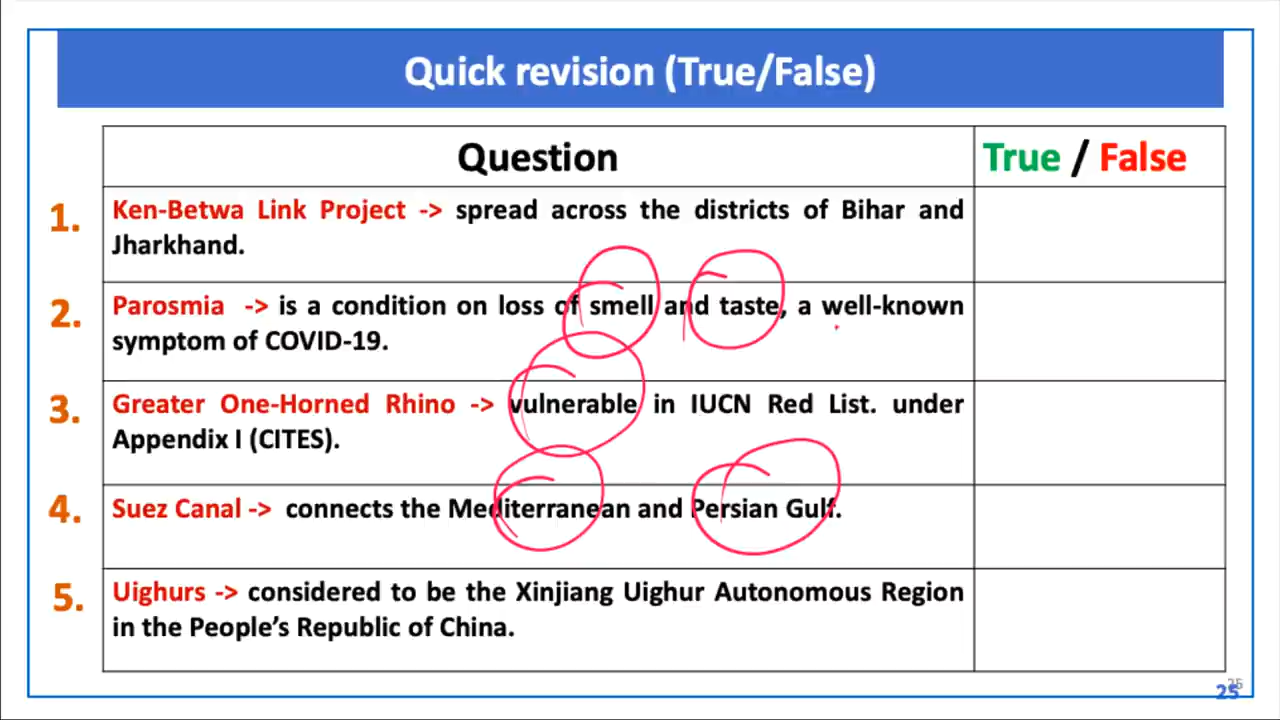 Quick revision (True/False)
Question
True / False
1.
Ken-Betwa Link Project -> spread across the districts of Bihar and
Jharkhand.
2.
Parosmia -> is a condition on loss of smell and taste, a well-known
symptom of COVID-19.
3.
Greater One-Horned Rhino -> vulnerable in IUCN Red List. under
Appendix I (CITES).
4.
Suez Canal -> connects the Mediterranean and Persian Gulf.
5.
Uighurs -> considered to be the Xinjiang Uighur Autonomous Region
in the People's Republic of China.
25
25